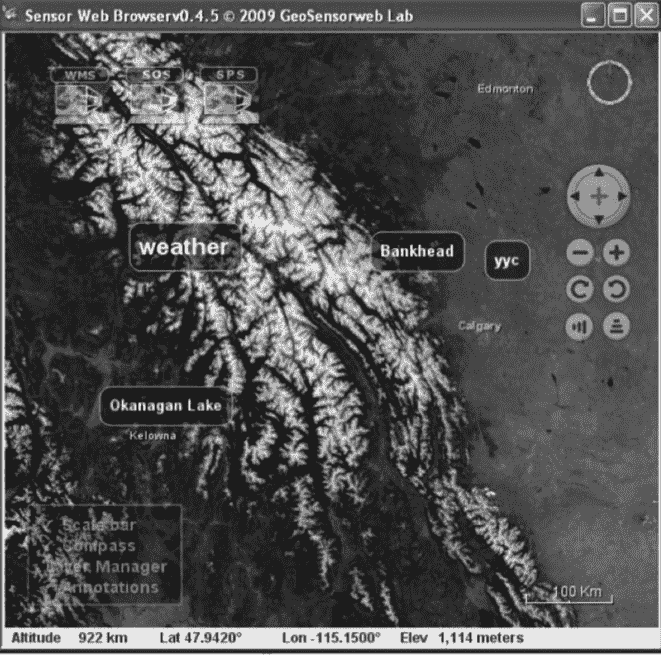 Sensor Web Browserv0.4.5 © 2009 GeoSensorweb Lab
WMS SOS SPS
Edmonton
weather
Bankhead
yyc
Calgary
Okanagan Lake
Kelowna
Scale bar
Compass
Layer Manager
Annotations
100 Km
Altitude 922 km Lat 47.9420° Lon -115.1500° Elev 1,114 meters